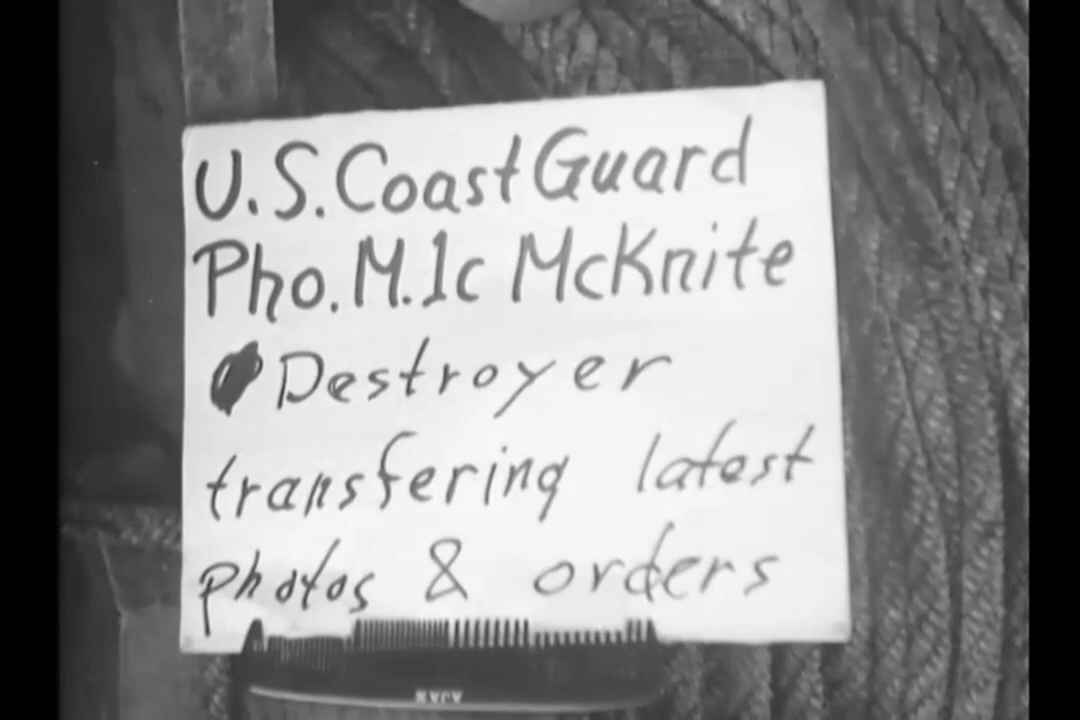 U.S. Coast Guard
Pho. M. 1c McKnite
Destroyer
transfering latest
photos & orders